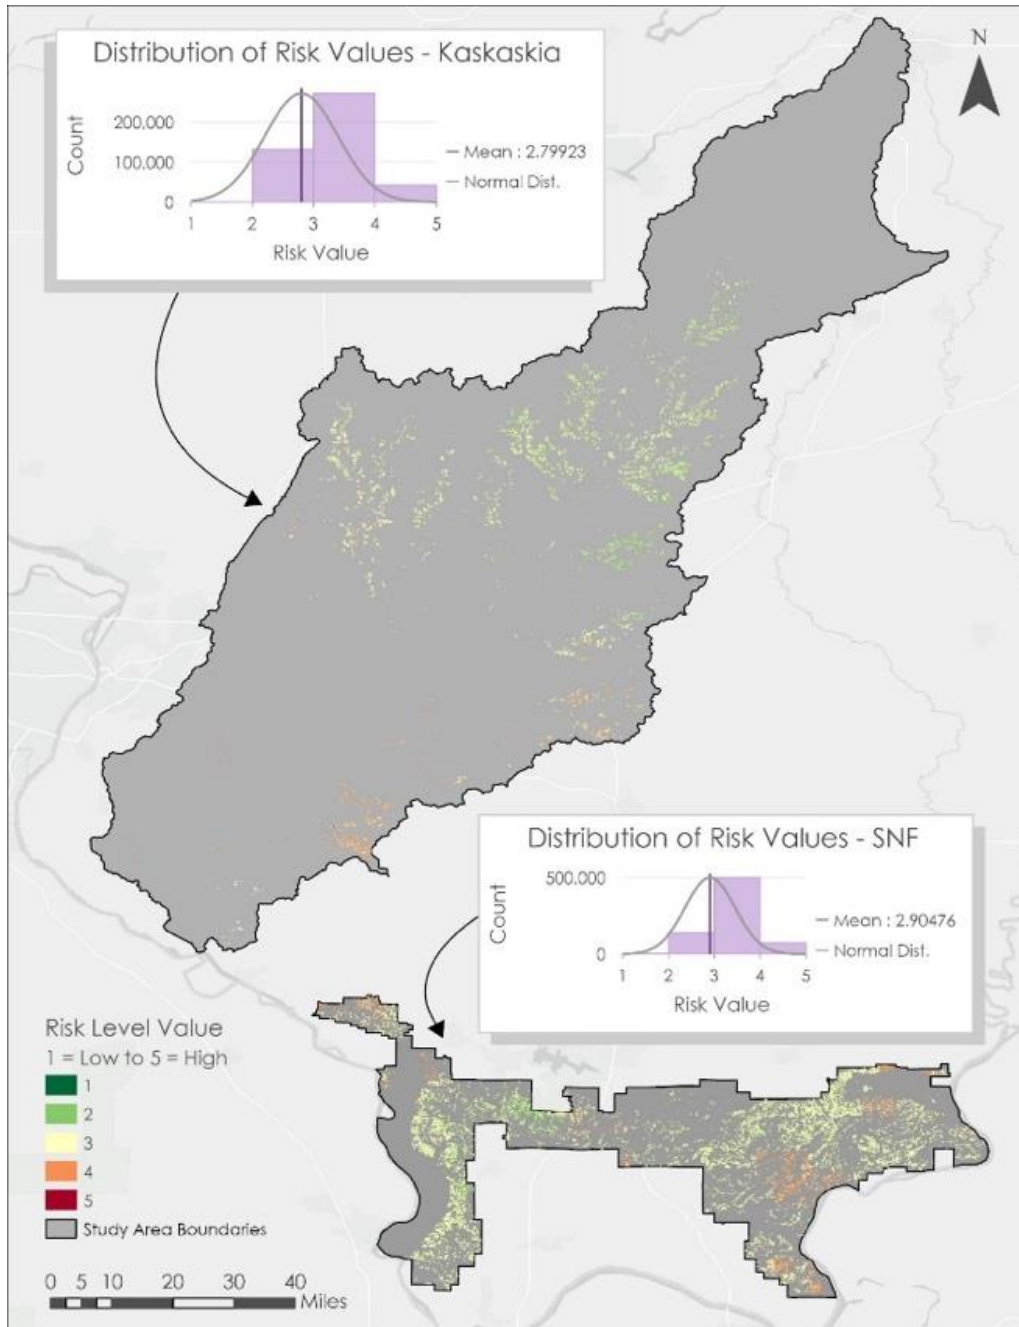 Distribution of Risk Values - Kaskaskia
N
Count
200,000
100,000
0
1 2 3 4 5
Risk Value
Mean : 2.79923
Normal Dist.
Distribution of Risk Values - SNF
Count
500,000
0
1 2 3 4 5
Risk Value
Mean : 2.90476
Normal Dist.
Risk Level Value
1 = Low to 5 = High
1
2
3
4
5
Study Area Boundaries
0 5 10 20 30 40
Miles